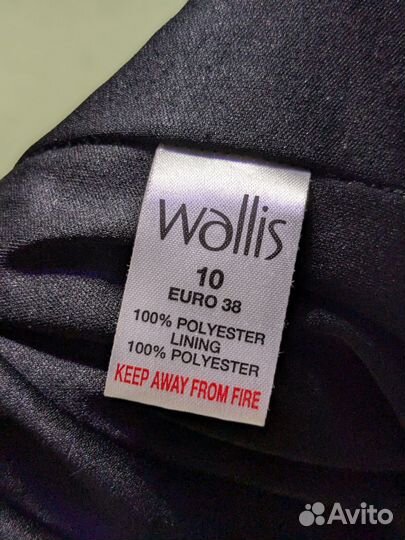 wallis
10
EURO 38
100% POLYESTER
LINING
100% POLYESTER
KEEP AWAY FROM FIRE
Avito